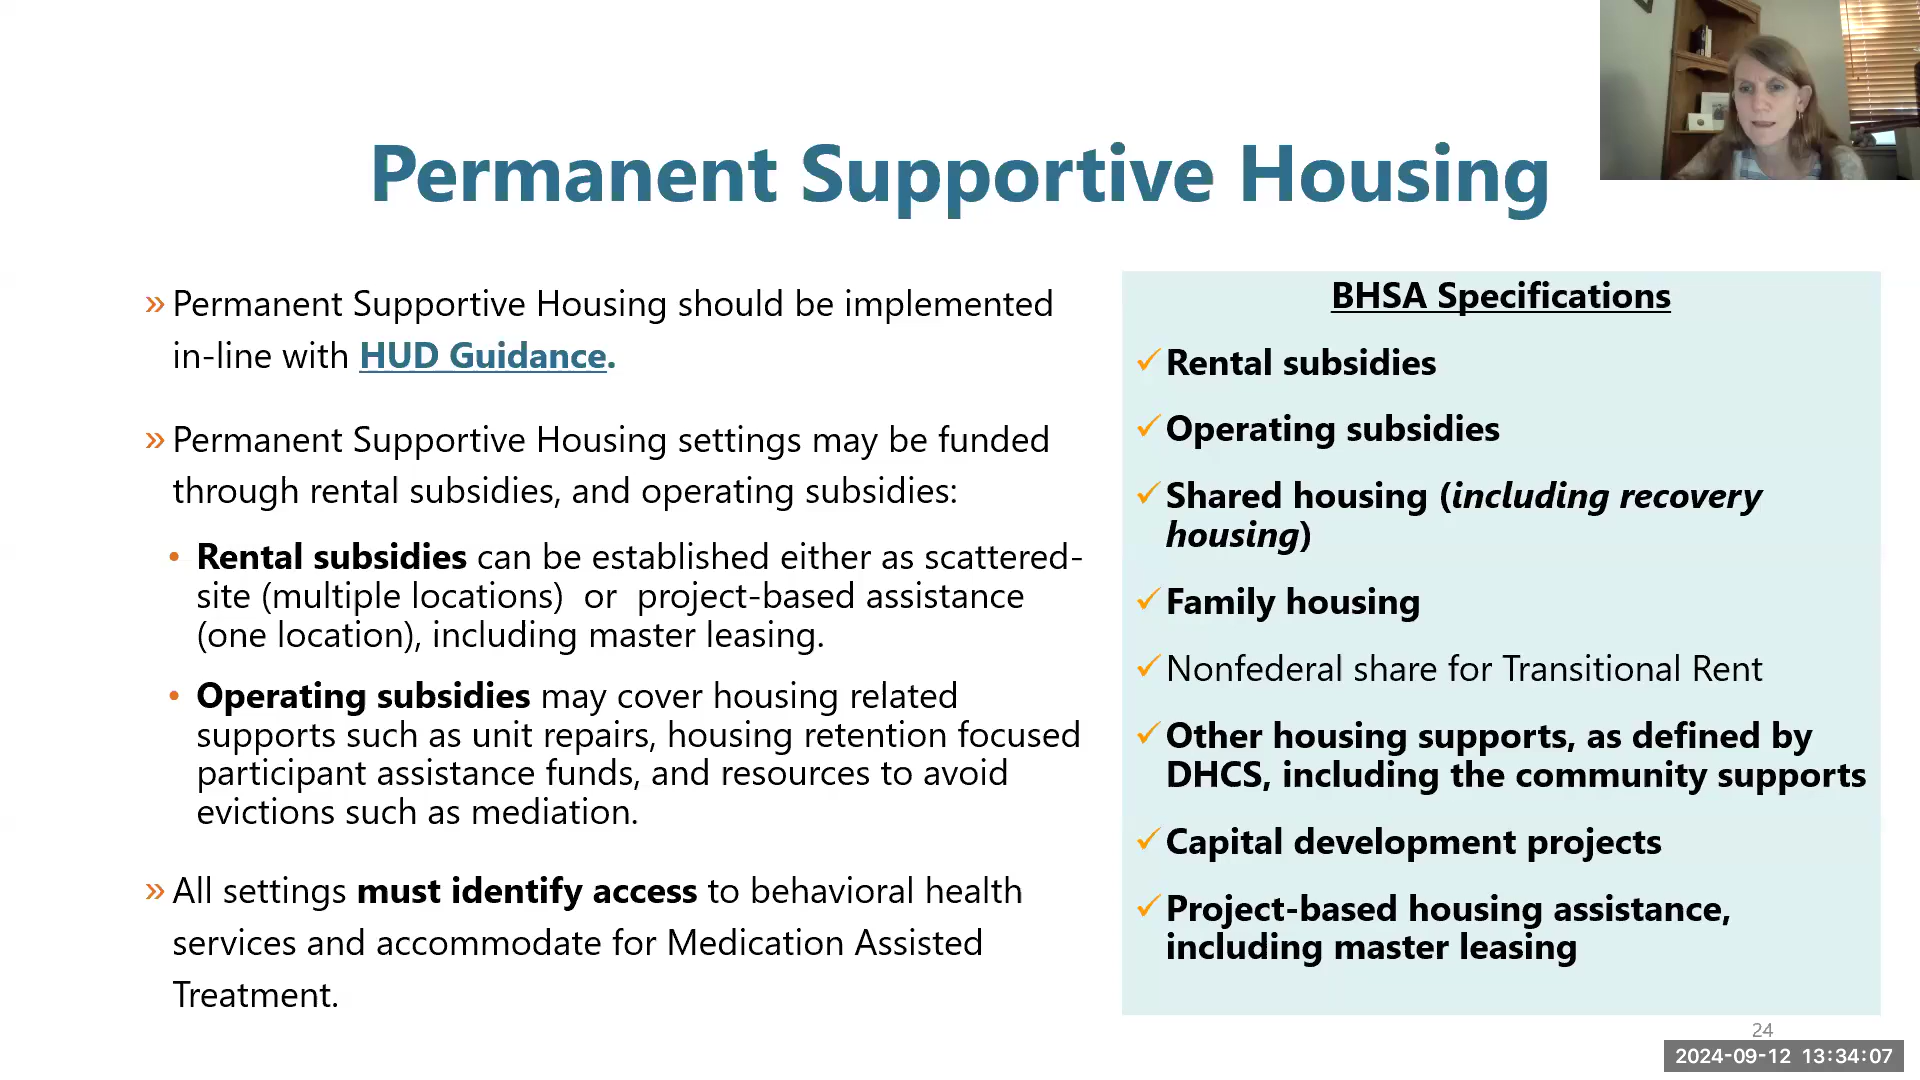 Permanent Supportive Housing
» Permanent Supportive Housing should be implemented
in-line with HUD Guidance.
» Permanent Supportive Housing settings may be funded
through rental subsidies, and operating subsidies:
• Rental subsidies can be established either as scattered-
site (multiple locations) or project-based assistance
(one location), including master leasing.
• Operating subsidies may cover housing related
supports such as unit repairs, housing retention focused
participant assistance funds, and resources to avoid
evictions such as mediation.
» All settings must identify access to behavioral health
services and accommodate for Medication Assisted
Treatment.
BHSA Specifications
✓Rental subsidies
✓Operating subsidies
✓Shared housing (including recovery
housing)
✓Family housing
✓Nonfederal share for Transitional Rent
✓Other housing supports, as defined by
DHCS, including the community supports
✓Capital development projects
✓Project-based housing assistance,
including master leasing
24
2024-09-12 13:34:07